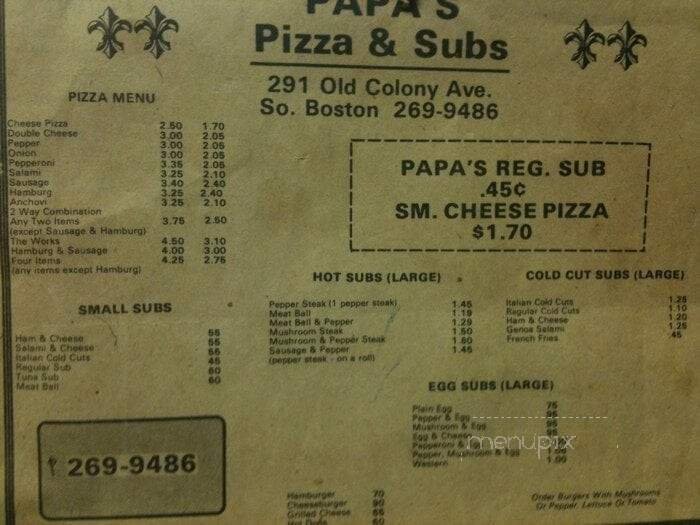 PAPA'S
Pizza & Subs
291 Old Colony Ave.
So. Boston 269-9486
PIZZA MENU
Cheese Pizza 2.50 1.70
Double Cheese 3.00 2.05
Pepper 3.00 2.05
Onion 3.00 2.05
Pepperoni 3.35 2.05
Salami 3.25 2.10
Sausage 3.40 2.40
Hamburg 3.25 2.40
Anchovi 3.25 2.10
2 Way Combination
Any Two Items 3.75 2.50
(except Sausage & Hamburg)
The Works 4.50 3.10
Hamburg & Sausage 4.00 3.00
Four Items 4.25 2.75
(any items except Hamburg)
PAPA'S REG. SUB
.45¢
SM. CHEESE PIZZA
$1.70
SMALL SUBS
Ham & Cheese 55
Salami & Cheese 55
Italian Cold Cuts 55
Regular Sub 45
Tuna Sub 60
Meat Ball 60
HOT SUBS (LARGE)
Pepper Steak (1 pepper steak) 1.45
Meat Ball 1.19
Meat Ball & Pepper 1.29
Mushroom Steak 1.50
Mushroom & Pepper Steak 1.60
Sausage & Pepper 1.45
(pepper steak - on a roll)
COLD CUT SUBS (LARGE)
Italian Cold Cuts 1.25
Regular Cold Cuts 1.10
Ham & Cheese 1.20
Genoa Salami 1.25
French Fries .45
EGG SUBS (LARGE)
Plain Egg 75
Pepper & Egg 95
Mushroom & Egg 95
Egg & Cheese 95
Pepperoni &
Pepper, Mushroom & Egg
Western 1.00
menupix
269-9486
Hamburger 70
Cheeseburger 90
Grilled Cheese 55
Hot Dogs 60
Order Burgers With Mushrooms
Or Pepper, Lettuce Or Tomato